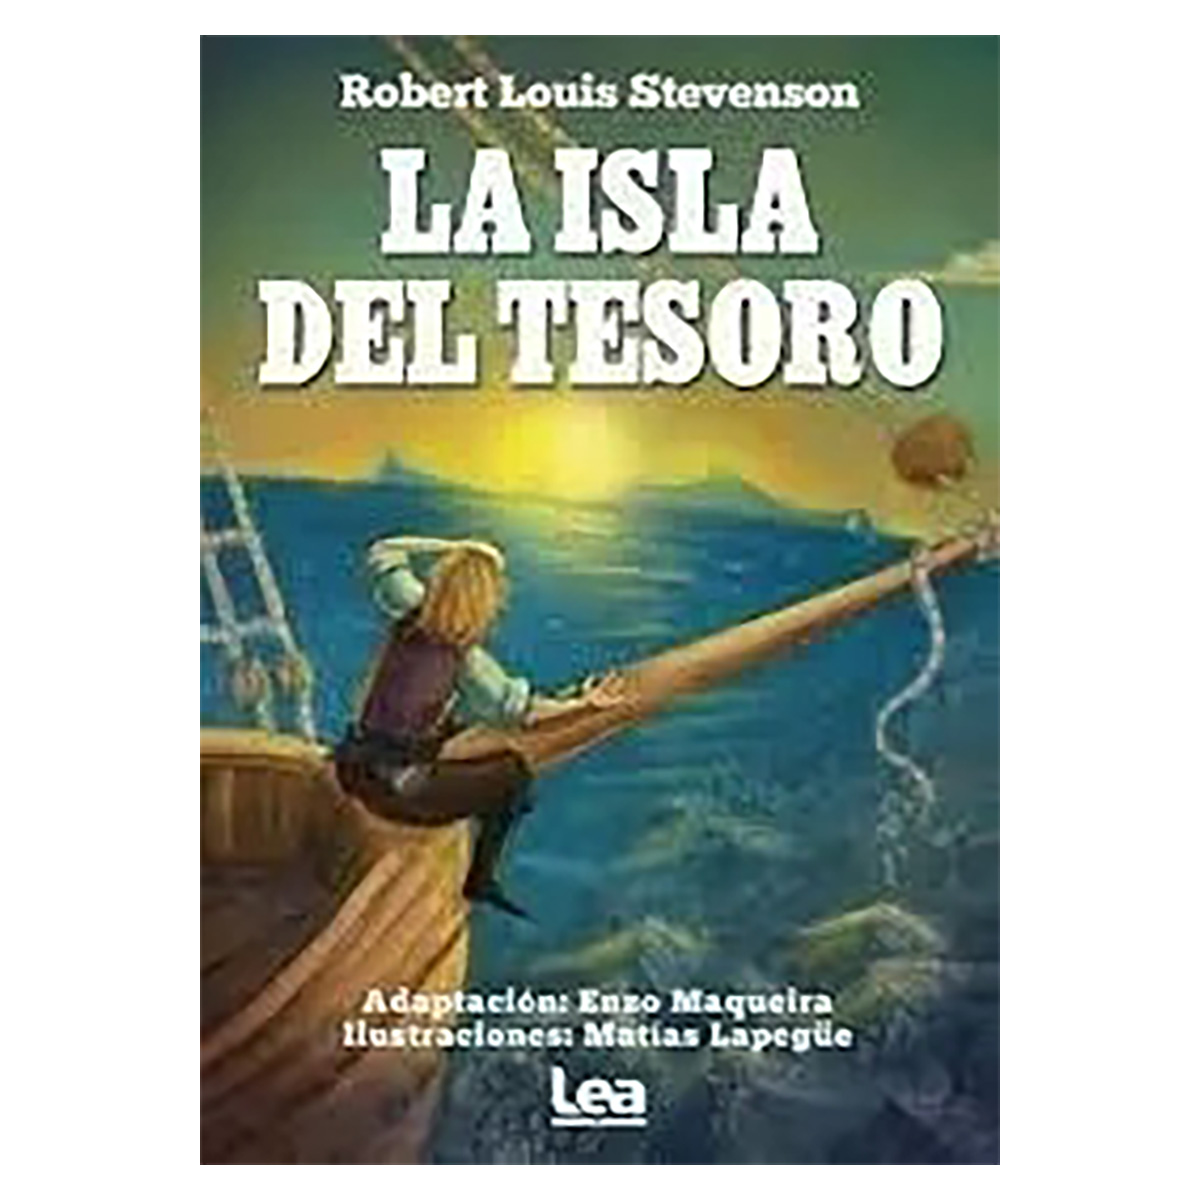 Robert Louis Stevenson
LA ISLA
DEL TESORO
Adaptación: Enzo Maqueira
Ilustraciones: Matías Lapegüe
Lea